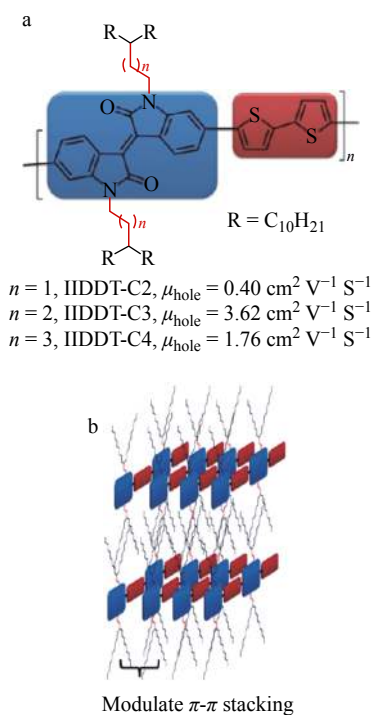 a
R R
( )n
O N
S
S
n
N O
( )n
R R
R = C₁₀H₂₁
n = 1, IIDDT-C2, μhole = 0.40 cm² V⁻¹ S⁻¹
n = 2, IIDDT-C3, μhole = 3.62 cm² V⁻¹ S⁻¹
n = 3, IIDDT-C4, μhole = 1.76 cm² V⁻¹ S⁻¹
b
Modulate π-π stacking